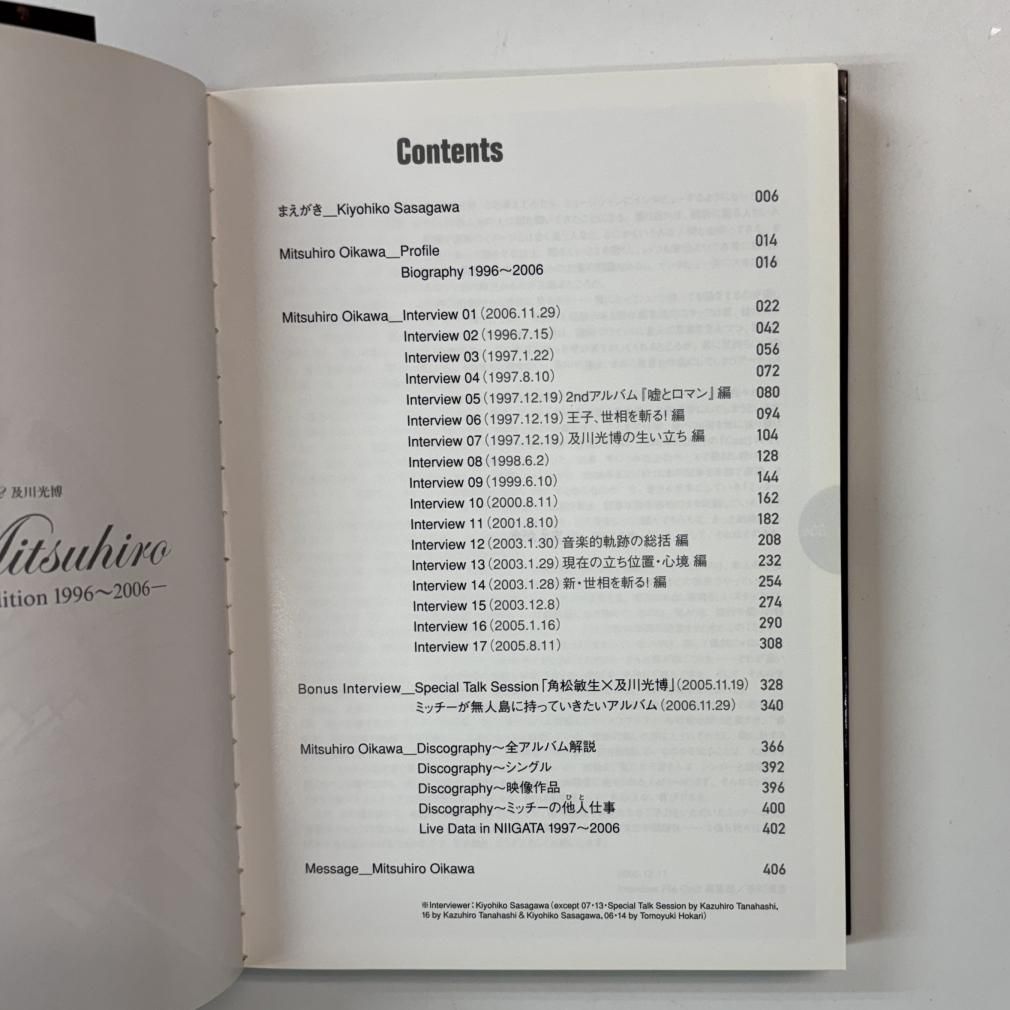 及川光博
Mitsuhiro
dition 1996〜2006—
Contents
まえがき__Kiyohiko Sasagawa 006
Mitsuhiro Oikawa__Profile 014
Biography 1996〜2006 016
Mitsuhiro Oikawa__Interview 01 (2006.11.29) 022
Interview 02 (1996.7.15) 042
Interview 03 (1997.1.22) 056
Interview 04 (1997.8.10) 072
Interview 05 (1997.12.19) 2ndアルバム『嘘とロマン』編 080
Interview 06 (1997.12.19) 王子、世相を斬る! 編 094
Interview 07 (1997.12.19) 及川光博の生い立ち 編 104
Interview 08 (1998.6.2) 128
Interview 09 (1999.6.10) 144
Interview 10 (2000.8.11) 162
Interview 11 (2001.8.10) 182
Interview 12 (2003.1.30) 音楽的軌跡の総括 編 208
Interview 13 (2003.1.29) 現在の立ち位置・心境 編 232
Interview 14 (2003.1.28) 新・世相を斬る! 編 254
Interview 15 (2003.12.8) 274
Interview 16 (2005.1.16) 290
Interview 17 (2005.8.11) 308
Bonus Interview__Special Talk Session「角松敏生×及川光博」(2005.11.19) 328
ミッチーが無人島に持っていきたいアルバム (2006.11.29) 340
Mitsuhiro Oikawa__Discography〜全アルバム解説 366
Discography〜シングル 392
Discography〜映像作品 396
ひと
Discography〜ミッチーの他人仕事 400
Live Data in NIIGATA 1997〜2006 402
Message__Mitsuhiro Oikawa 406
※Interviewer : Kiyohiko Sasagawa (except 07・13・Special Talk Session by Kazuhiro Tanahashi,
16 by Kazuhiro Tanahashi & Kiyohiko Sasagawa, 06・14 by Tomoyuki Hokari)